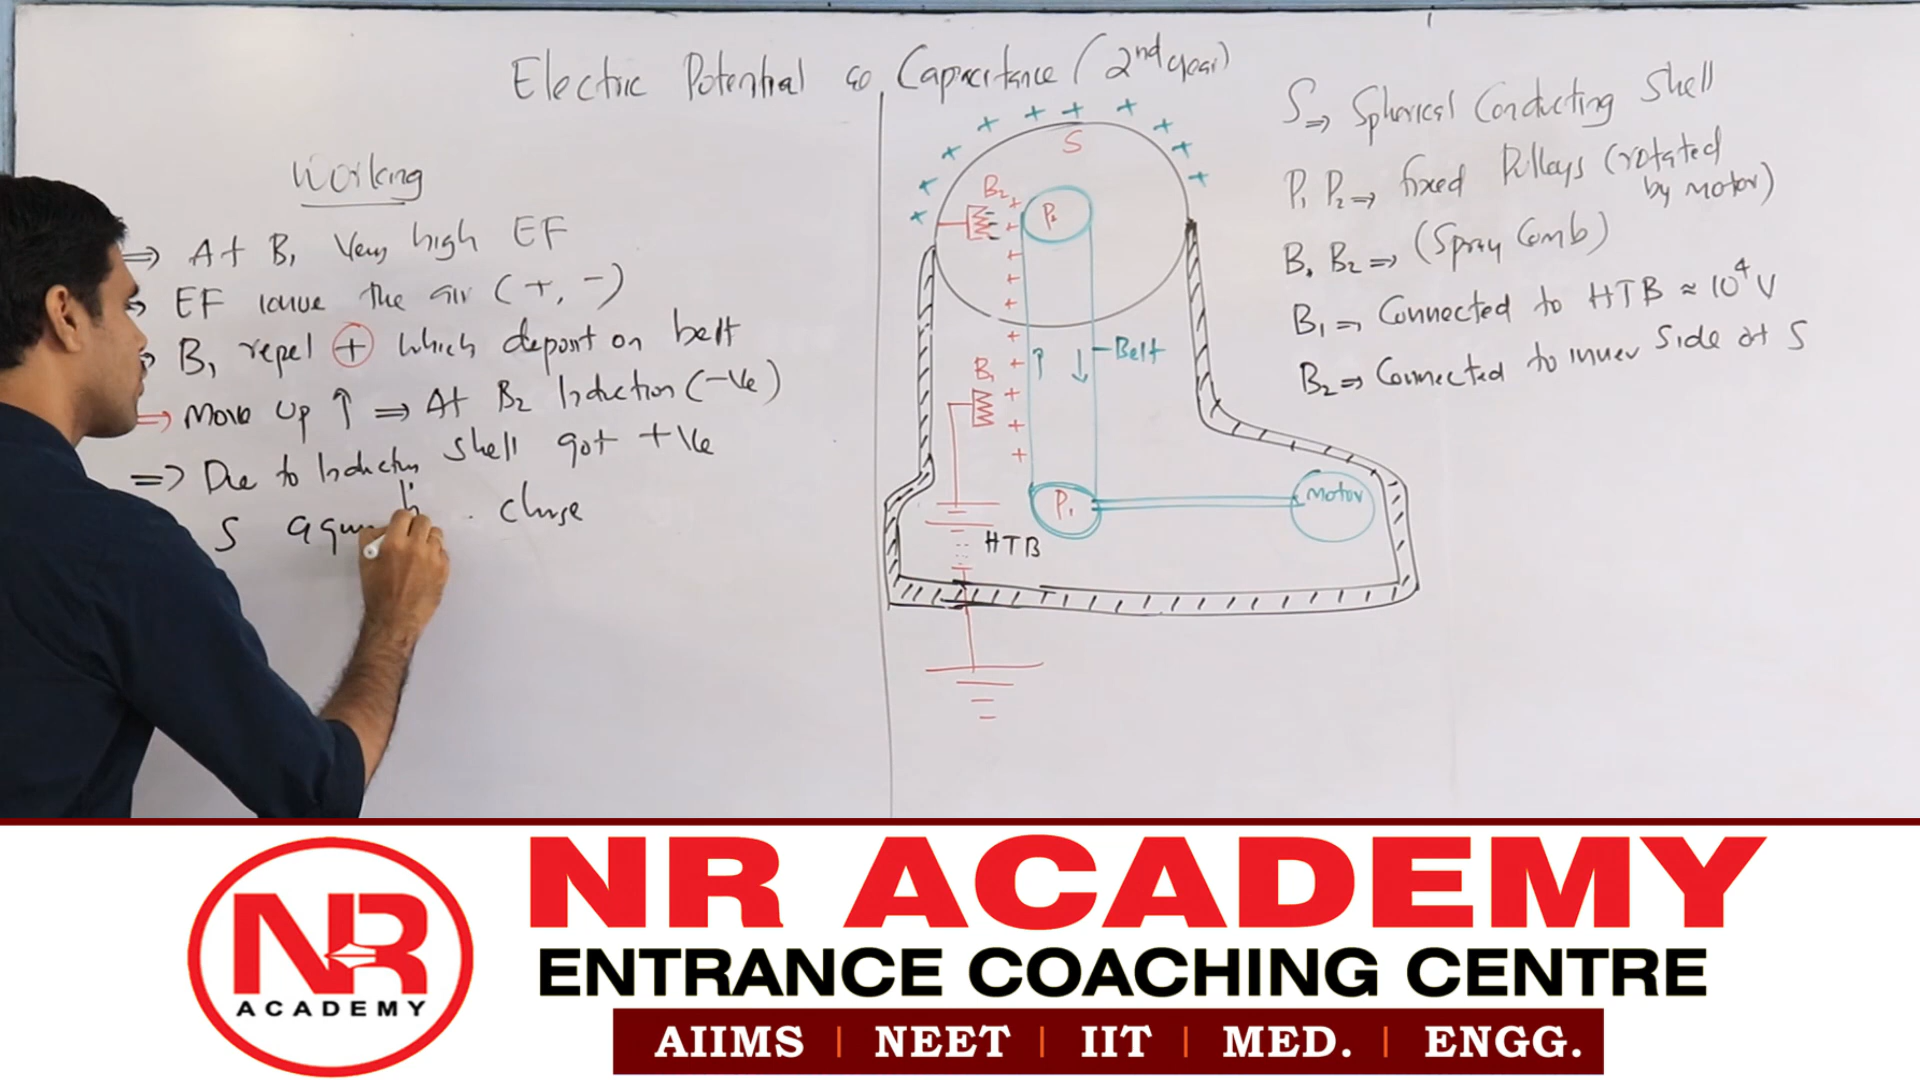 Electric Potential & Capacitance (2nd year)
Working
⇒ At B1 Very high EF
⇒ EF ionize the air (+, -)
⇒ B1 repel + which deposit on belt
⇒ Move up ↑ ⇒ At B2 Induction (-Ve)
⇒ Due to Induction shell got +Ve
S charge
S
B2
P2
B1
Belt
P1
Motor
HTB
S ⇒ Spherical Conducting Shell
P1 P2 ⇒ fixed Pulleys (rotated
by motor)
B1 B2 ⇒ (Spray Comb)
B1 ⇒ Connected to HTB ≈ 10⁴ V
B2 ⇒ Connected to inner side of S
NR
ACADEMY
NR ACADEMY
ENTRANCE COACHING CENTRE
AIIMS | NEET | IIT | MED. | ENGG.